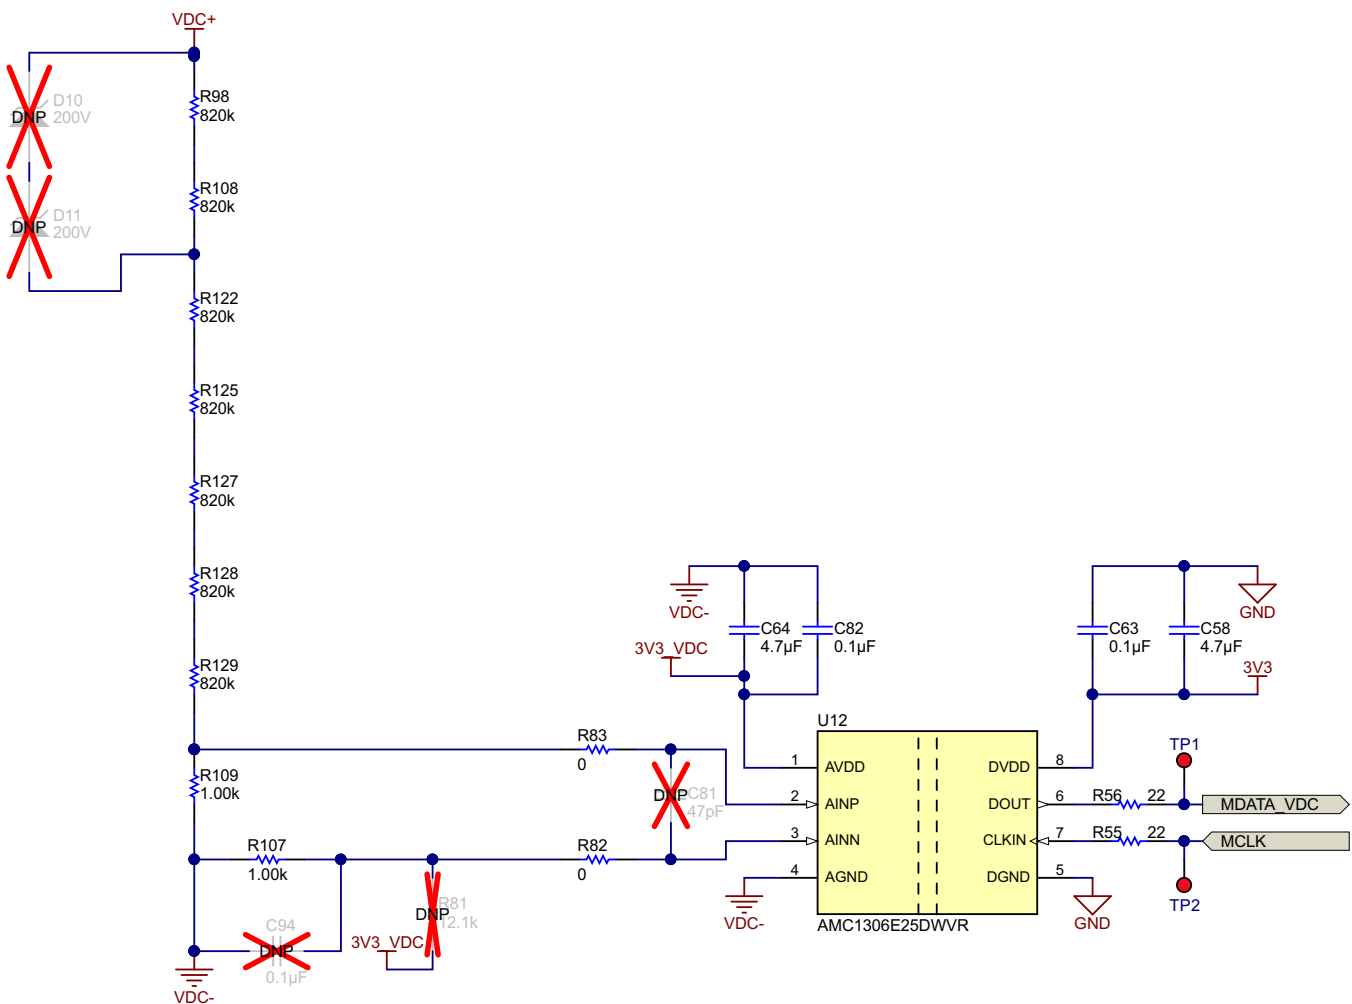 VDC+
D10
200V
DNP
R98
820k
R108
820k
D11
200V
DNP
R122
820k
R125
820k
R127
820k
R128
820k
R129
820k
R109
1.00k
R107
1.00k
C94
DNP
0.1µF
VDC-
R81
DNP
12.1k
3V3_VDC
R83
0
C81
DNP
47pF
R82
0
VDC-
C64
4.7µF
C82
0.1µF
3V3_VDC
C63
0.1µF
C58
4.7µF
GND
3V3
U12
1 AVDD DVDD 8
2 AINP DOUT 6
3 AINN CLKIN 7
4 AGND DGND 5
AMC1306E25DWVR
VDC-
GND
TP1
R56 22 MDATA_VDC
R55 22 MCLK
TP2